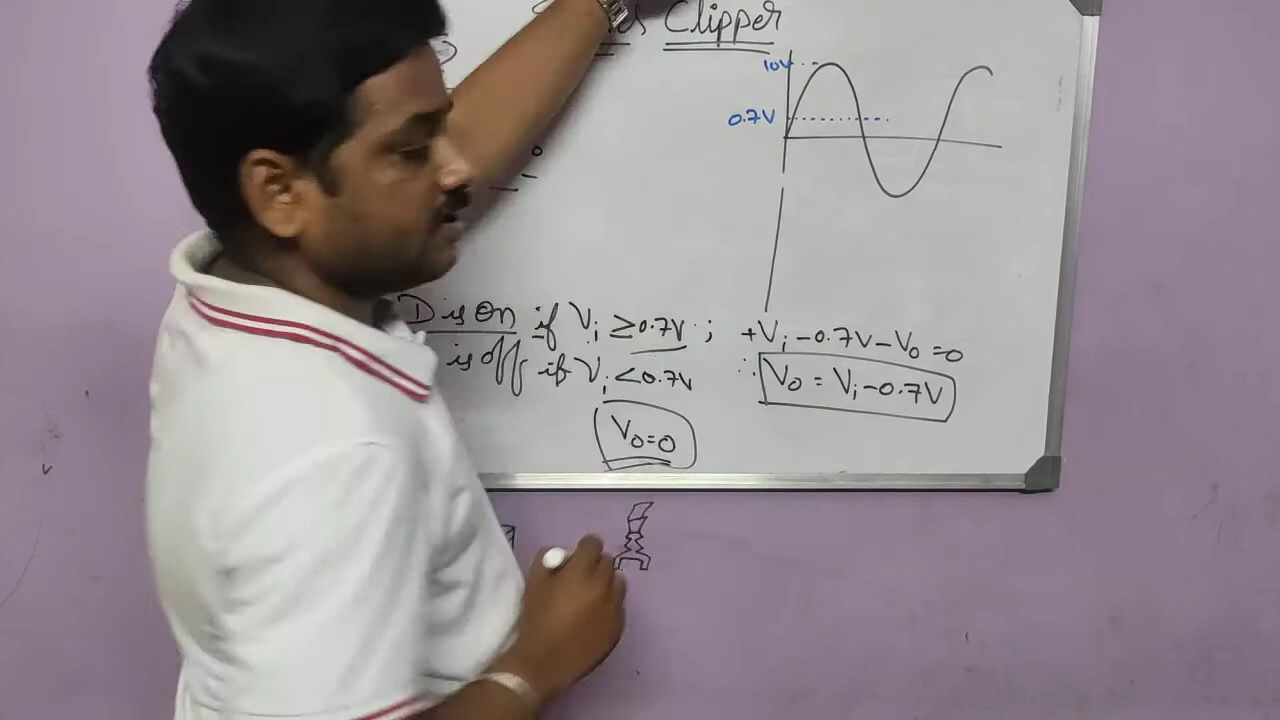 Clipper
10V
0.7V
D is On if Vi ≥ 0.7V ; +Vi - 0.7V - V0 = 0
is off if Vi < 0.7V ∴ V0 = Vi - 0.7V
V0 = 0